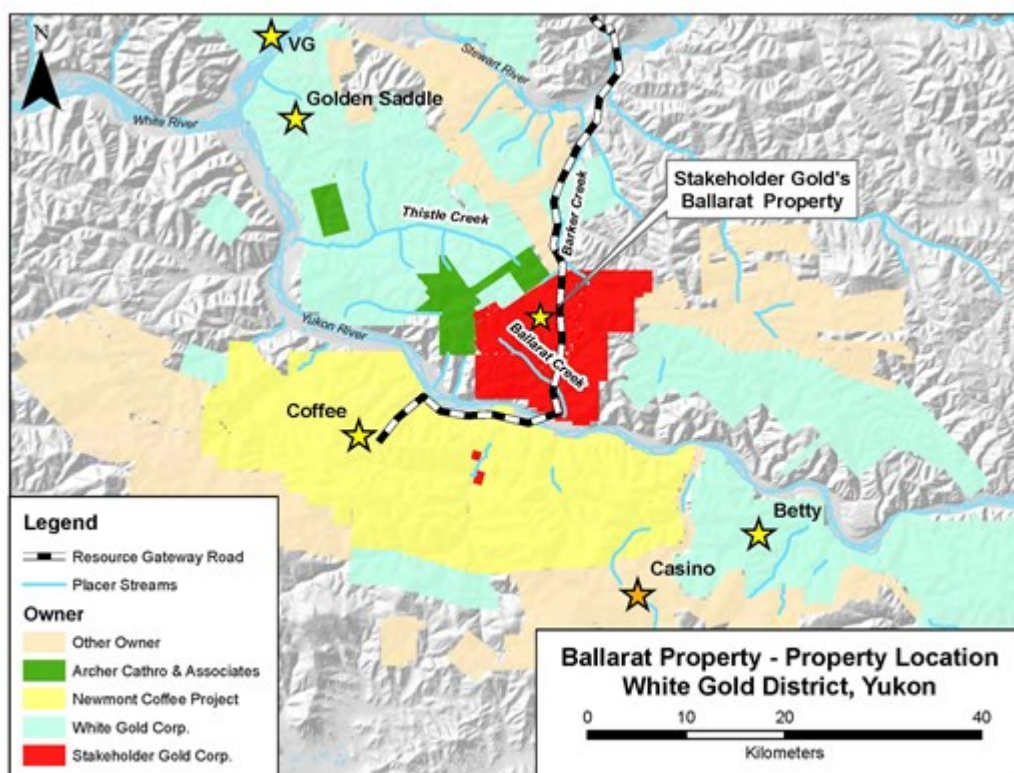 N
VG
Golden Saddle
Stewart River
White River
Stakeholder Gold's
Ballarat Property
Thistle Creek
Barker Creek
Yukon River
Ballarat Creek
Coffee
Betty
Casino
Legend
Resource Gateway Road
Placer Streams
Owner
Other Owner
Archer Cathro & Associates
Newmont Coffee Project
White Gold Corp.
Stakeholder Gold Corp.
Ballarat Property - Property Location
White Gold District, Yukon
0 10 20 40
Kilometers